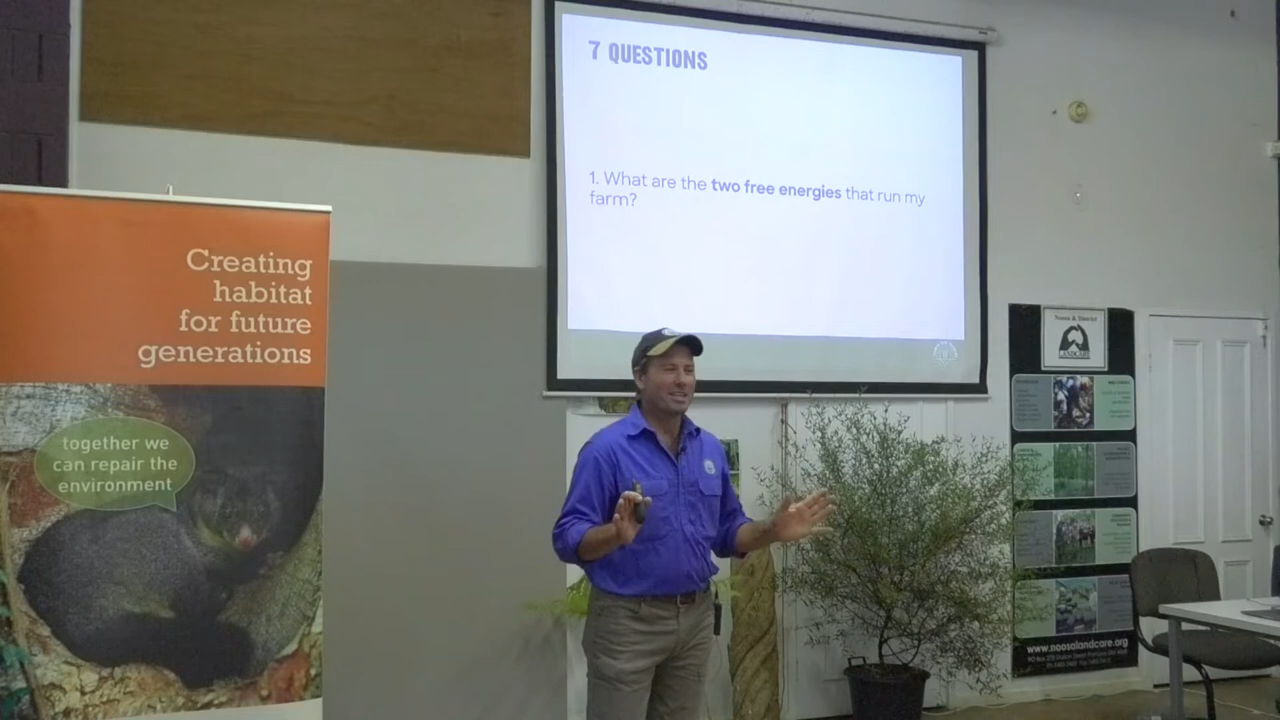 7 QUESTIONS
1. What are the two free energies that run my
farm?
Creating
habitat
for future
generations
together we
can repair the
environment
Noosa & District
LANDCARE
www.noosalandcare.org